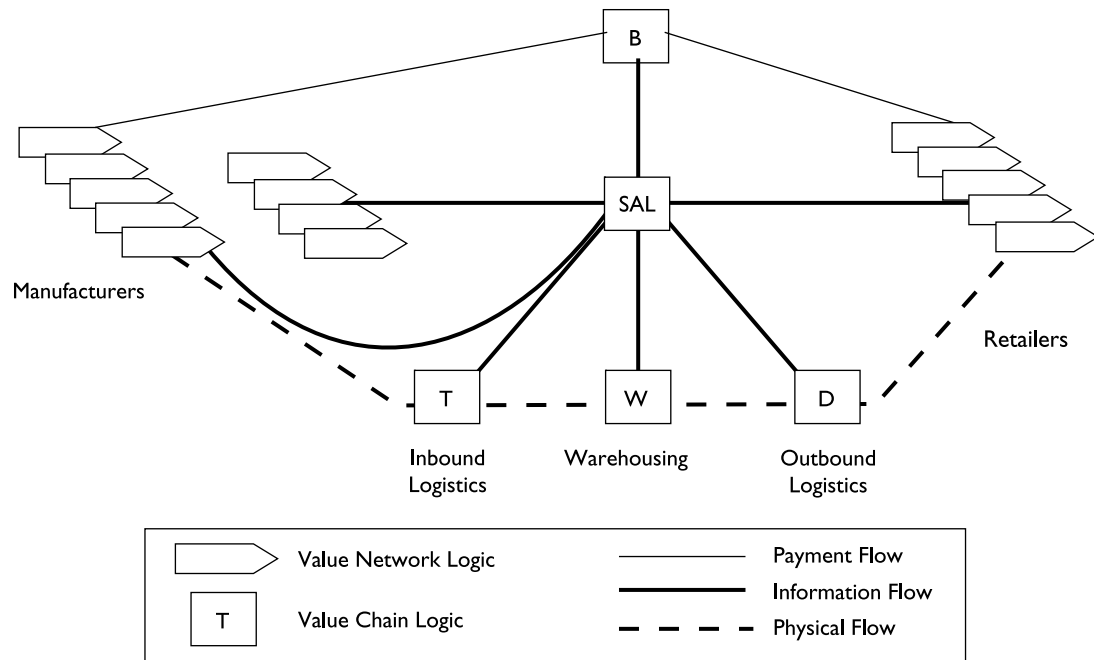 B
SAL
Manufacturers
Retailers
T
W
D
Inbound
Logistics
Warehousing
Outbound
Logistics
Value Network Logic
Payment Flow
Information Flow
T
Value Chain Logic
Physical Flow